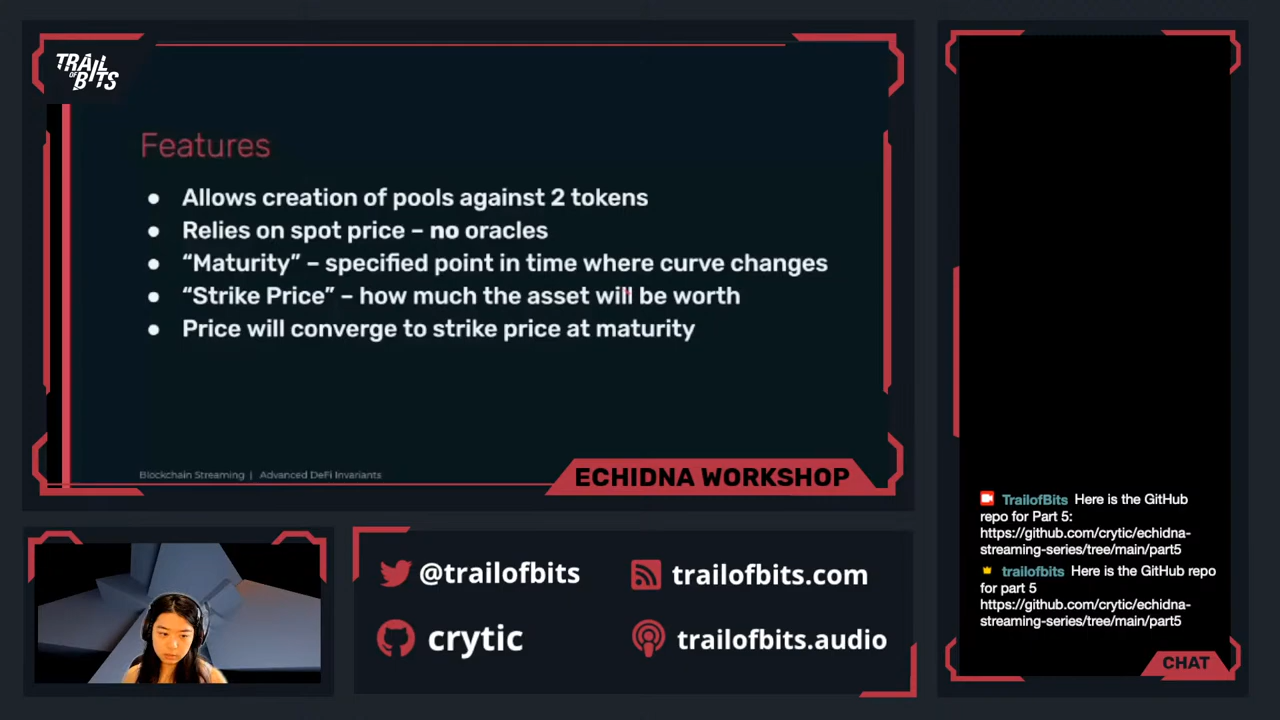 TRAIL
OF
BITS
Features
● Allows creation of pools against 2 tokens
● Relies on spot price – no oracles
● “Maturity” – specified point in time where curve changes
● “Strike Price” – how much the asset will be worth
● Price will converge to strike price at maturity
Blockchain Streaming | Advanced DeFi Invariants
ECHIDNA WORKSHOP
@trailofbits
trailofbits.com
crytic
trailofbits.audio
TrailofBits Here is the GitHub
repo for Part 5:
https://github.com/crytic/echidna-
streaming-series/tree/main/part5
trailofbits Here is the GitHub repo
for part 5
https://github.com/crytic/echidna-
streaming-series/tree/main/part5
CHAT